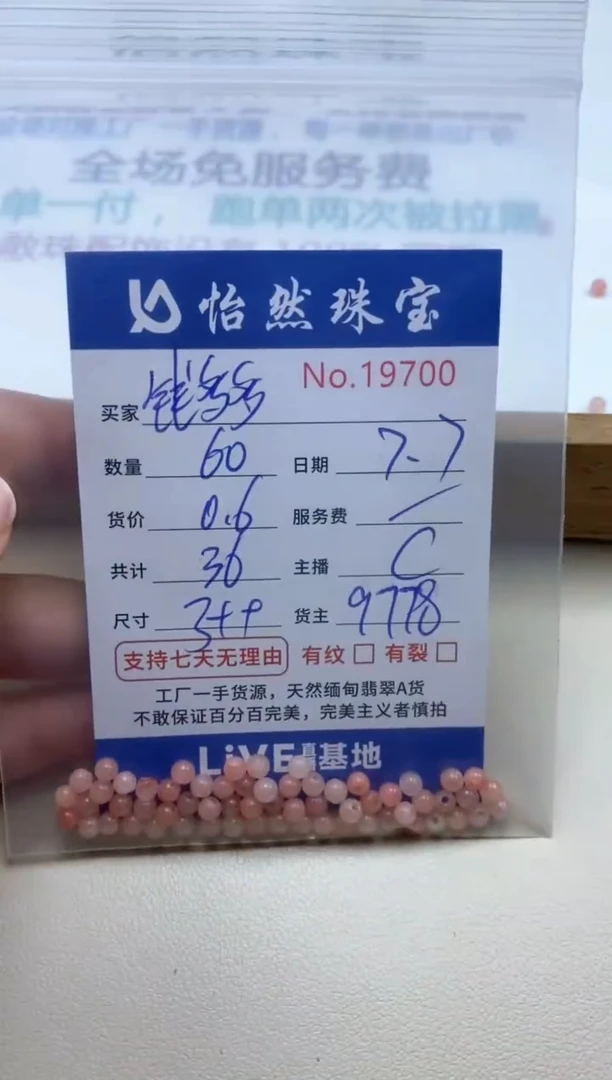 全场免服务费
单一付，跑单两次被拉黑
怡然珠宝
No.19700
买家 钱多多
数量 60 日期 7.7
货价 0.6 服务费 /
共计 36 主播 C
尺寸 3++ 货主 9778
支持七天无理由 有纹 □ 有裂 □
工厂一手货源，天然缅甸翡翠A货
不敢保证百分百完美，完美主义者慎拍
LiVE直播基地